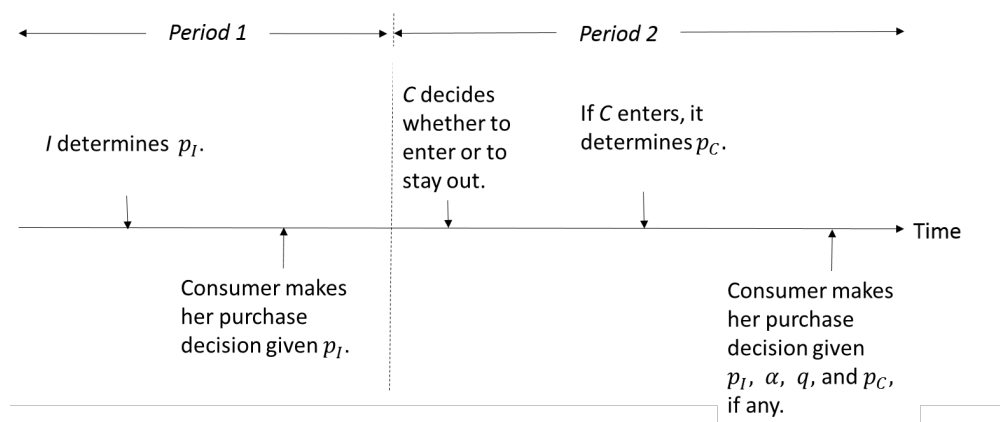 Period 1
Period 2
I determines p_I.
C decides
whether to
enter or to
stay out.
If C enters, it
determines p_C.
Time
Consumer makes
her purchase
decision given p_I.
Consumer makes
her purchase
decision given
p_I, α, q, and p_C,
if any.